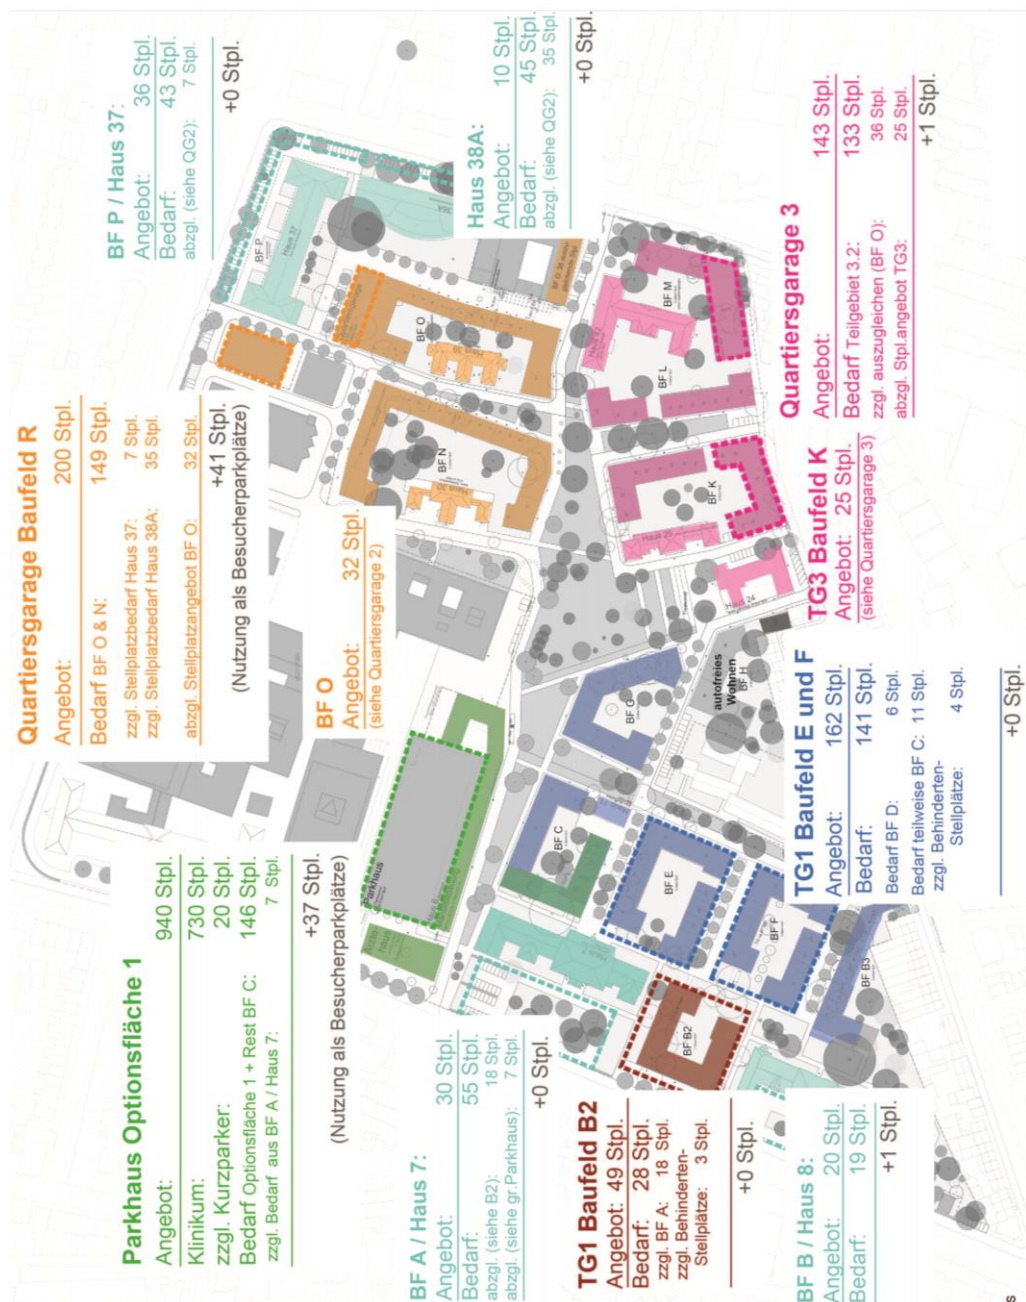 Quartiersgarage Baufeld R
Angebot: 200 Stpl.
Bedarf BF O & N: 149 Stpl.
zzgl. Stellplatzbedarf Haus 37: 7 Stpl.
zzgl. Stellplatzbedarf Haus 38A: 35 Stpl.
abzgl. Stellplatzangebot BF O: 32 Stpl.
+41 Stpl.
(Nutzung als Besucherparkplätze)
BF P / Haus 37:
Angebot: 36 Stpl.
Bedarf: 43 Stpl.
abzgl. (siehe QG2): 7 Stpl.
+0 Stpl.
Parkhaus Optionsfläche 1
Angebot: 940 Stpl.
Klinikum: 730 Stpl.
zzgl. Kurzparker: 20 Stpl.
Bedarf Optionsfläche 1 + Rest BF C: 146 Stpl.
zzgl. Bedarf aus BF A / Haus 7: 7 Stpl.
+37 Stpl.
(Nutzung als Besucherparkplätze)
BF O
Angebot: 32 Stpl.
(siehe Quartiersgarage 2)
Haus 38A:
Angebot: 10 Stpl.
Bedarf: 45 Stpl.
abzgl. (siehe QG2): 35 Stpl.
+0 Stpl.
BF P
Haus 37
38A
BF O
BF N
Parkhaus
BF M
BF L
BF K
Haus 24
BF G
autofreies
Wohnen
BF H
BF C
BF E
BF F
BF B3
BF B2
BF A / Haus 7:
Angebot: 30 Stpl.
Bedarf: 55 Stpl.
abzgl. (siehe B2): 18 Stpl.
abzgl. (siehe gr.Parkhaus): 7 Stpl.
+0 Stpl.
TG1 Baufeld B2
Angebot: 49 Stpl.
Bedarf: 28 Stpl.
zzgl. BF A: 18 Stpl.
zzgl. Behinderten-
Stellplätze: 3 Stpl.
+0 Stpl.
BF B / Haus 8:
Angebot: 20 Stpl.
Bedarf: 19 Stpl.
+1 Stpl.
TG1 Baufeld E und F
Angebot: 162 Stpl.
Bedarf: 141 Stpl.
Bedarf BF D: 6 Stpl.
Bedarf teilweise BF C: 11 Stpl.
zzgl. Behinderten-
Stellplätze: 4 Stpl.
+0 Stpl.
TG3 Baufeld K
Angebot: 25 Stpl.
(siehe Quartiersgarage 3)
Quartiersgarage 3
Angebot: 143 Stpl.
Bedarf Teilgebiet 3.2: 133 Stpl.
zzgl. auszugleichen (BF O): 36 Stpl.
abzgl. Stpl.angebot TG3: 25 Stpl.
+1 Stpl.
s